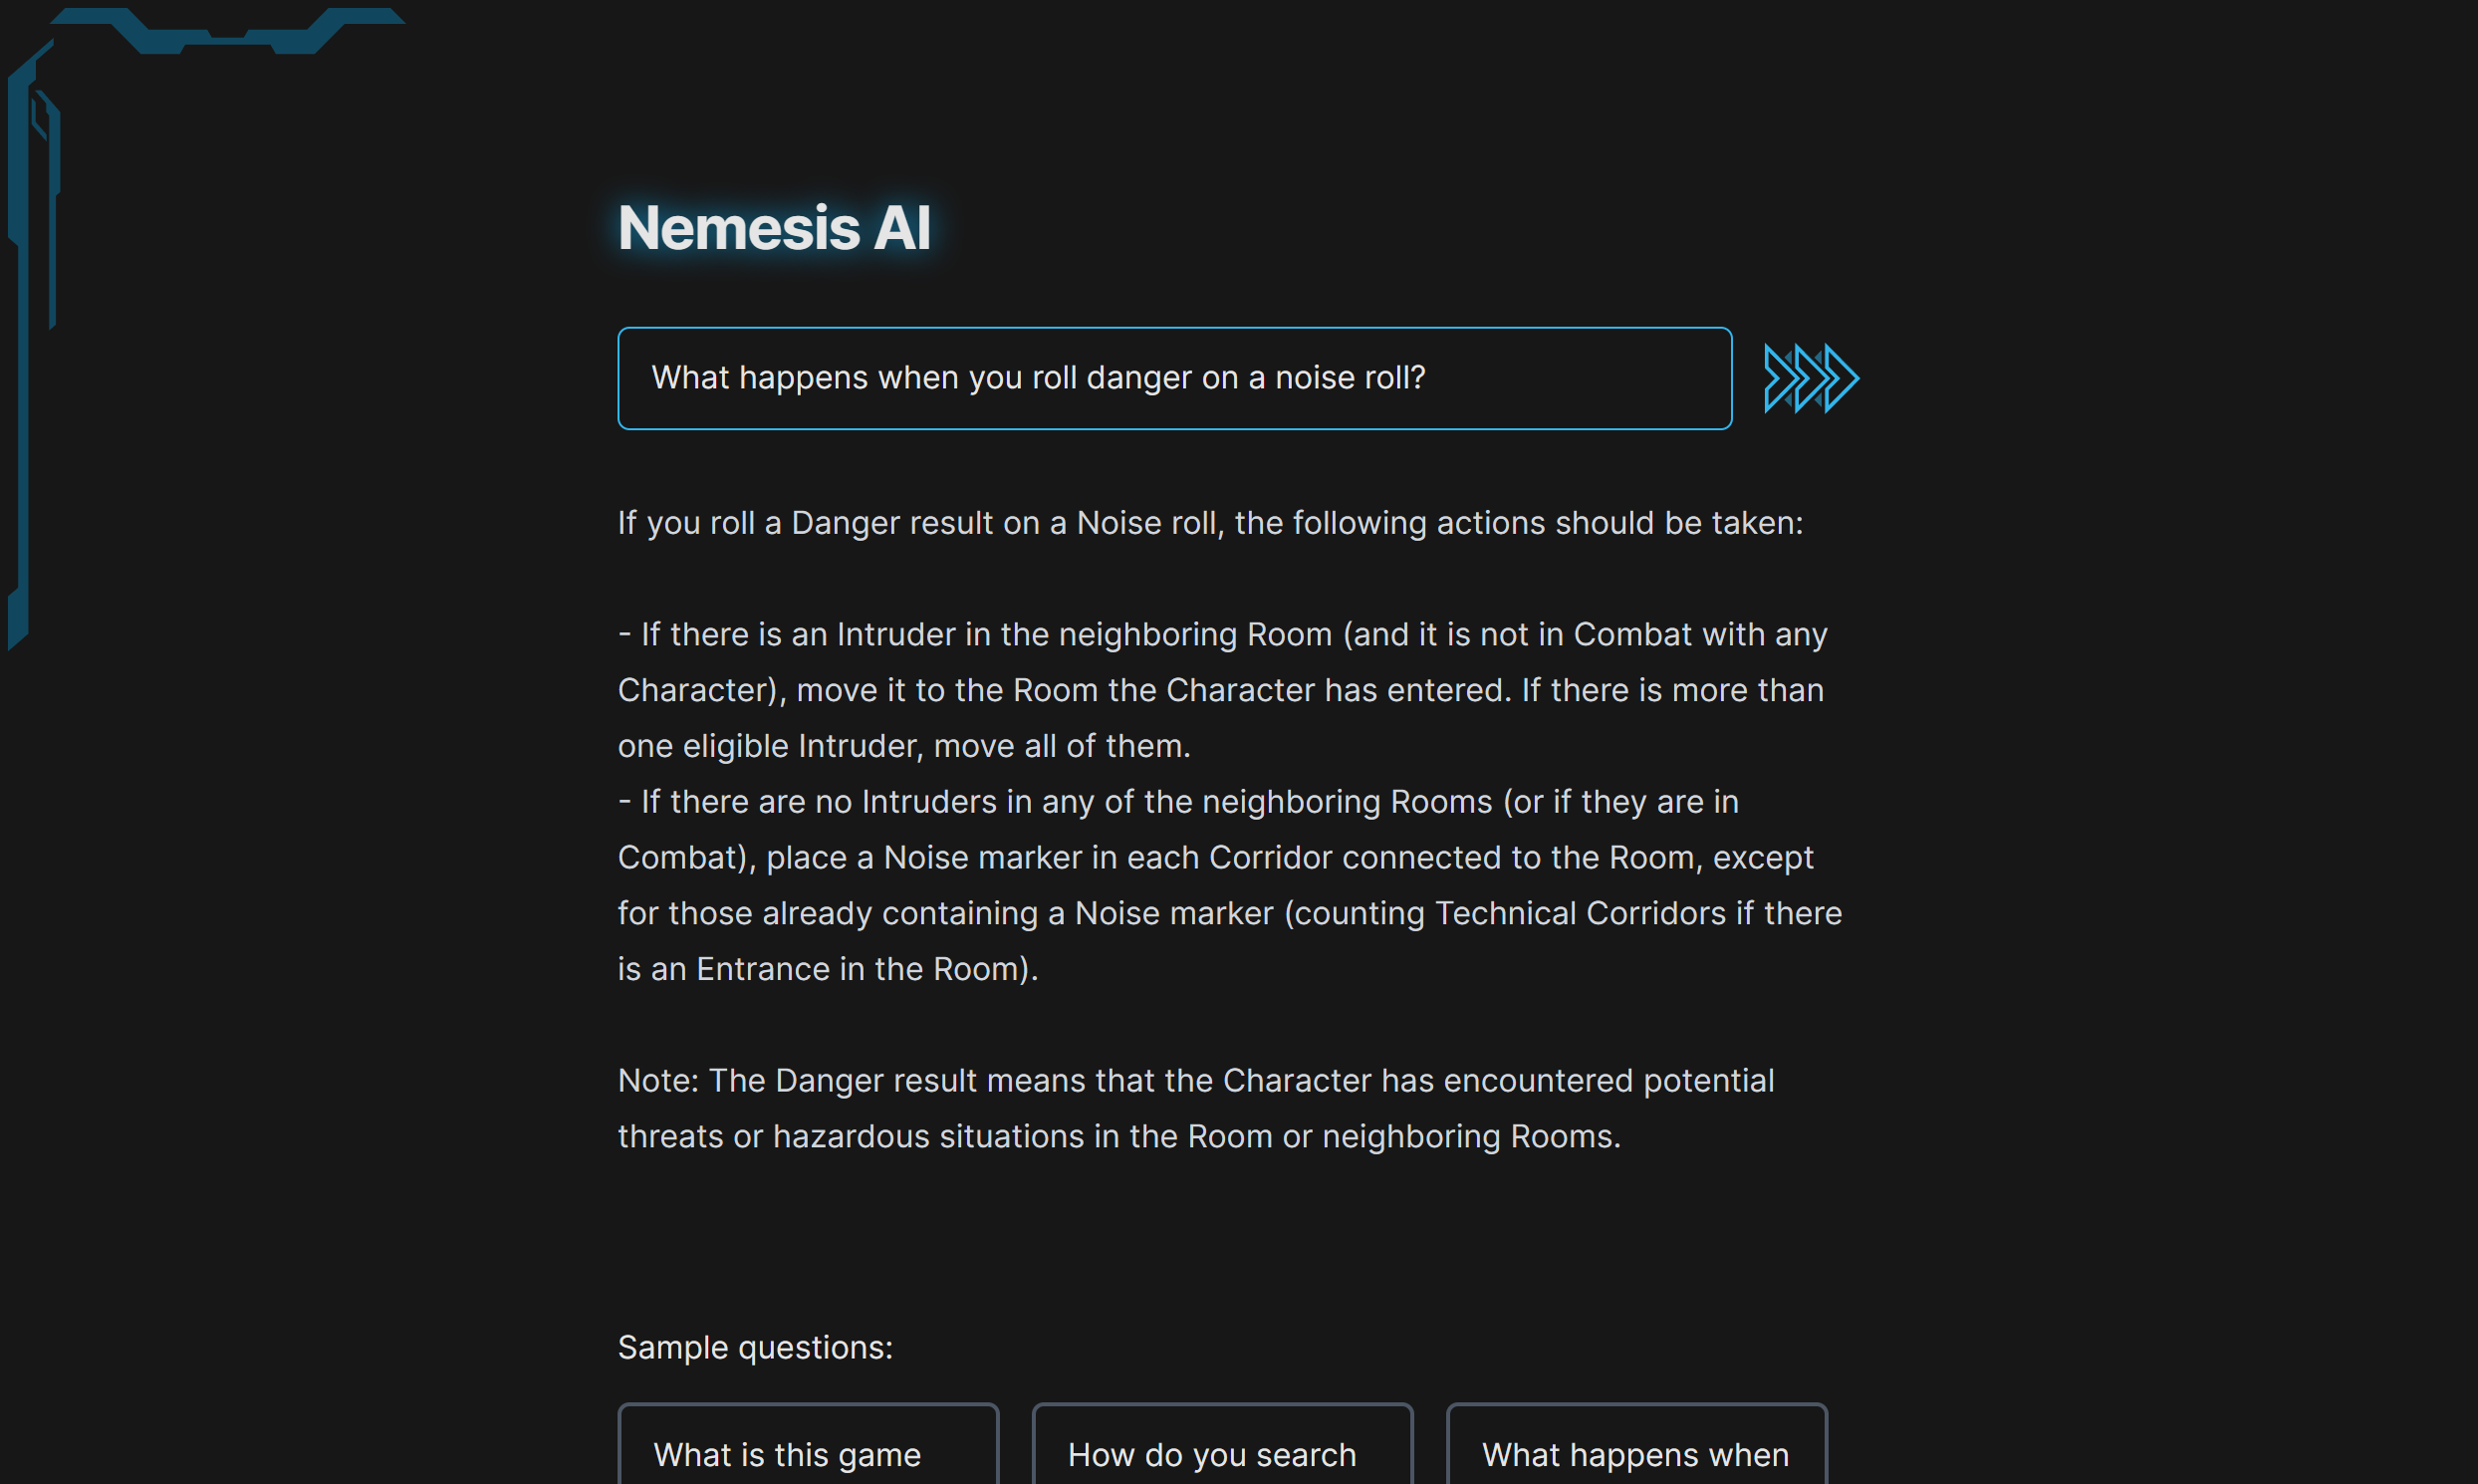 Nemesis AI
What happens when you roll danger on a noise roll?
If you roll a Danger result on a Noise roll, the following actions should be taken:
- If there is an Intruder in the neighboring Room (and it is not in Combat with any
Character), move it to the Room the Character has entered. If there is more than
one eligible Intruder, move all of them.
- If there are no Intruders in any of the neighboring Rooms (or if they are in
Combat), place a Noise marker in each Corridor connected to the Room, except
for those already containing a Noise marker (counting Technical Corridors if there
is an Entrance in the Room).
Note: The Danger result means that the Character has encountered potential
threats or hazardous situations in the Room or neighboring Rooms.
Sample questions:
What is this game
How do you search
What happens when